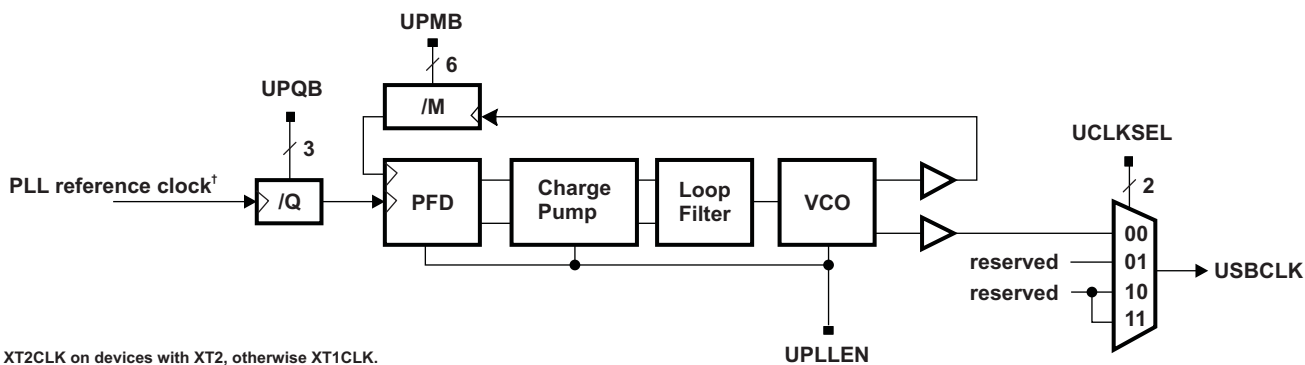 UPMB
6
UPQB
/M
UCLKSEL
3
2
PLL reference clock†
/Q
PFD
Charge
Pump
Loop
Filter
VCO
00
reserved
01
USBCLK
reserved
10
11
UPLLEN
XT2CLK on devices with XT2, otherwise XT1CLK.